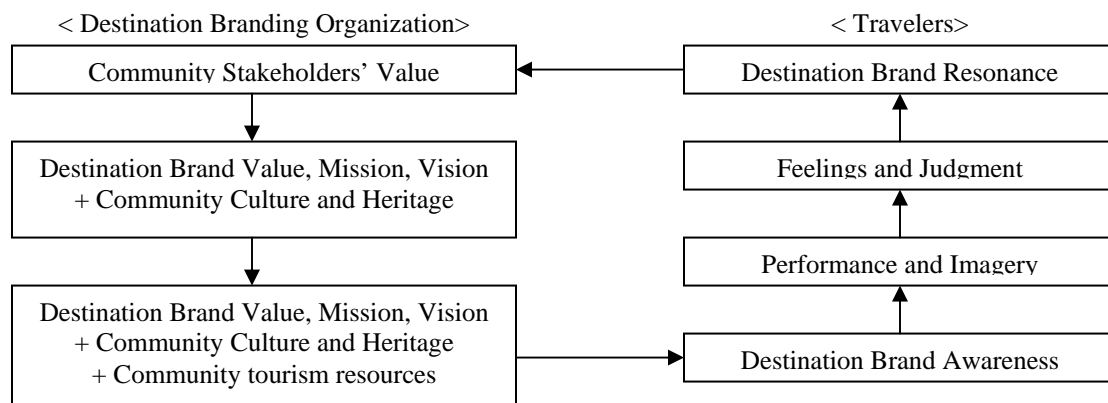 < Destination Branding Organization>
Community Stakeholders’ Value
Destination Brand Value, Mission, Vision
+ Community Culture and Heritage
Destination Brand Value, Mission, Vision
+ Community Culture and Heritage
+ Community tourism resources
< Travelers>
Destination Brand Resonance
Feelings and Judgment
Performance and Imagery
Destination Brand Awareness